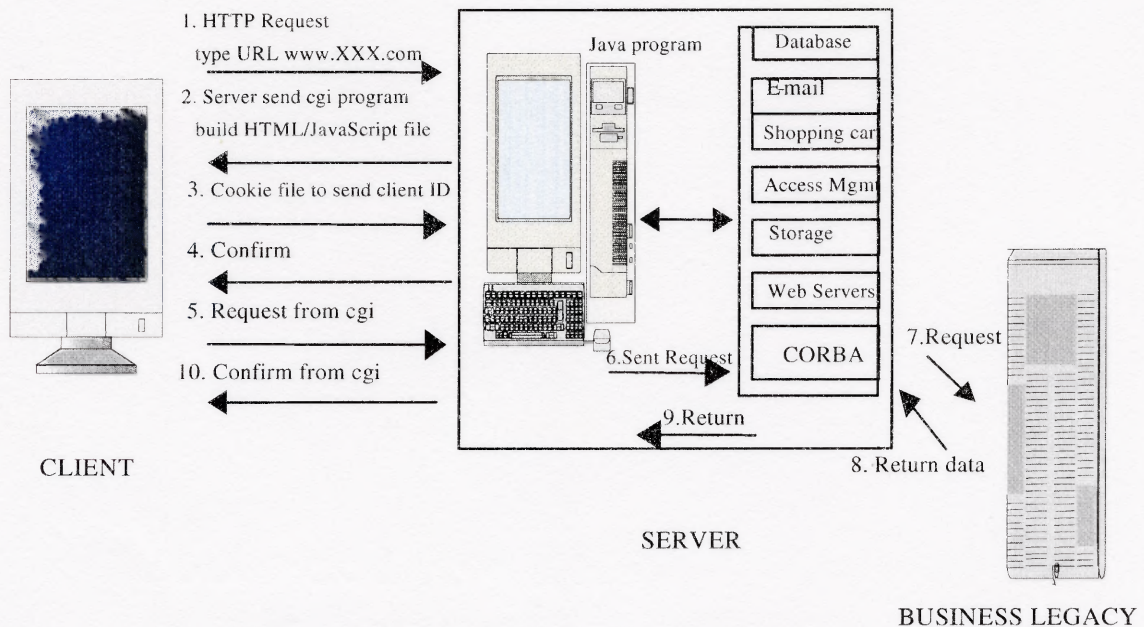 1. HTTP Request
type URL www.XXX.com
2. Server send cgi program
build HTML/JavaScript file
3. Cookie file to send client ID
4. Confirm
5. Request from cgi
10. Confirm from cgi
CLIENT
Java program
Database
E-mail
Shopping car
Access Mgmt
Storage
Web Servers
CORBA
6.Sent Request
9.Return
7.Request
8. Return data
SERVER
BUSINESS LEGACY